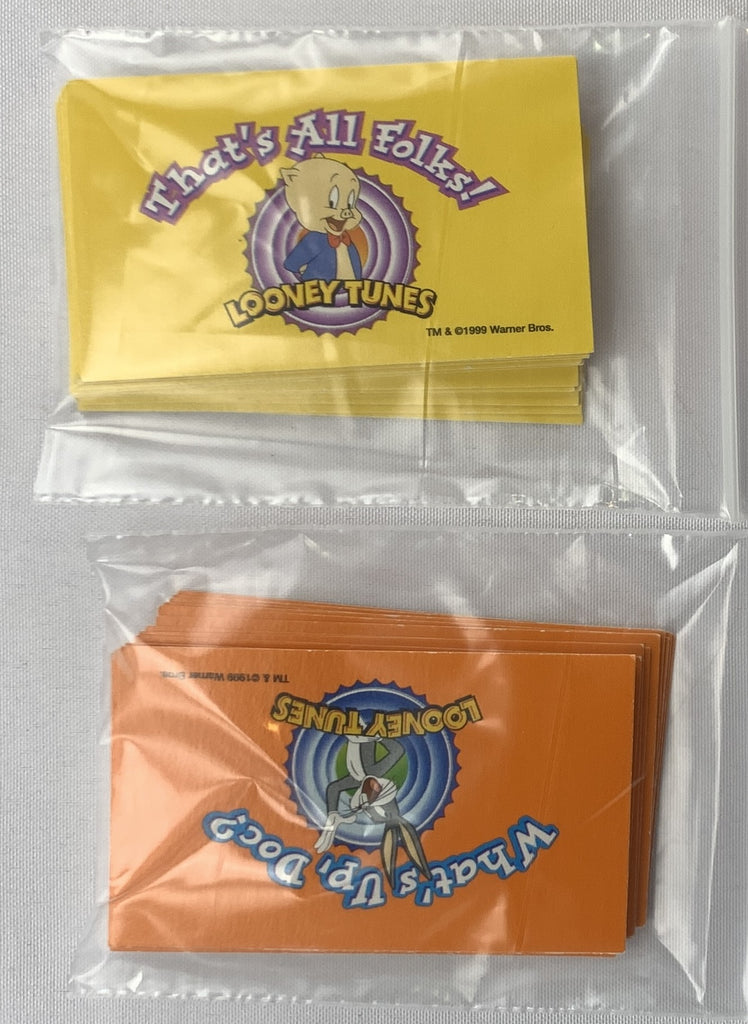 That's All Folks!
LOONEY TUNES
TM & ©1999 Warner Bros.
What's Up, Doc?
LOONEY TUNES
TM & ©1999 Warner Bros.